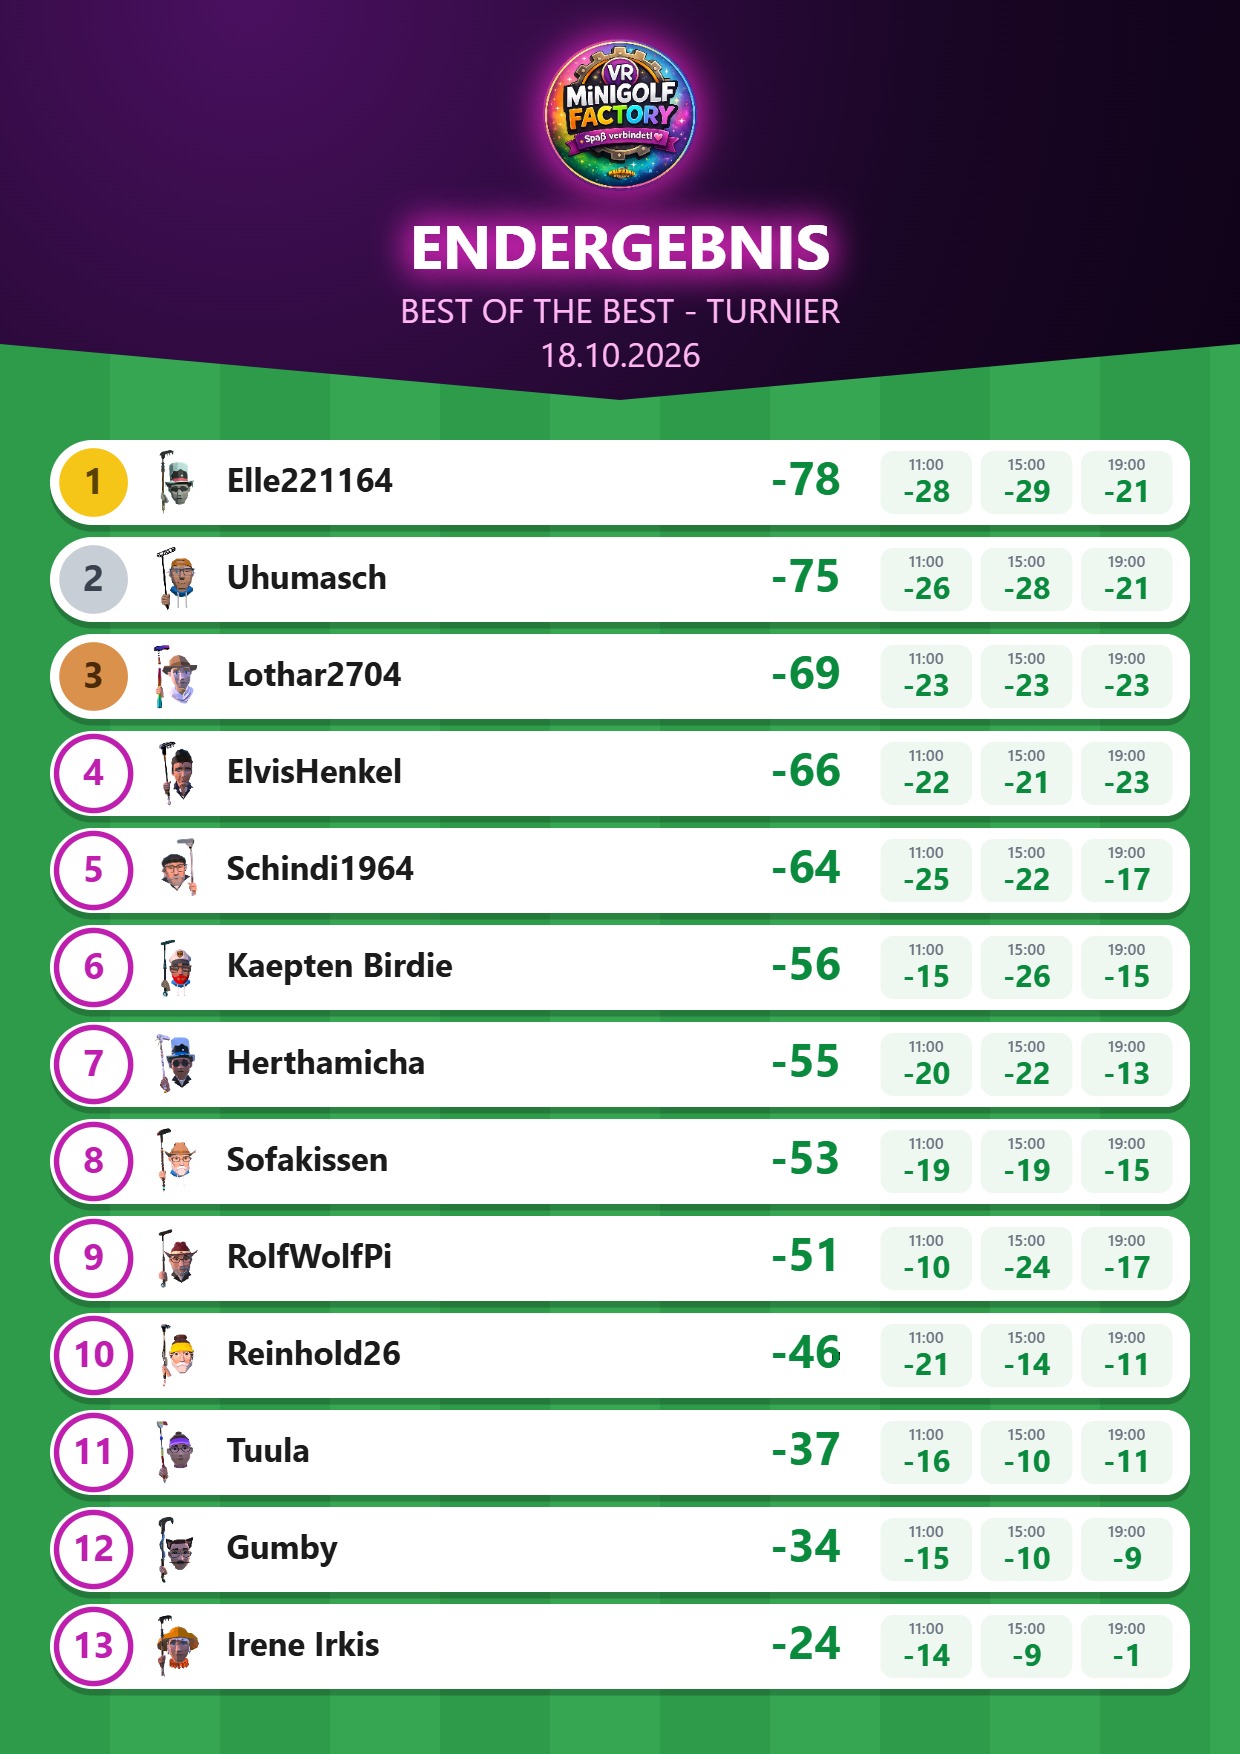 VR
MiNiGOLF
FACTORY
Spaß verbindet!
ENDERGEBNIS
BEST OF THE BEST - TURNIER
18.10.2026
1 Elle221164 -78 11:00 -28 15:00 -29 19:00 -21
2 Uhumasch -75 11:00 -26 15:00 -28 19:00 -21
3 Lothar2704 -69 11:00 -23 15:00 -23 19:00 -23
4 ElvisHenkel -66 11:00 -22 15:00 -21 19:00 -23
5 Schindi1964 -64 11:00 -25 15:00 -22 19:00 -17
6 Kaepten Birdie -56 11:00 -15 15:00 -26 19:00 -15
7 Herthamicha -55 11:00 -20 15:00 -22 19:00 -13
8 Sofakissen -53 11:00 -19 15:00 -19 19:00 -15
9 RolfWolfPi -51 11:00 -10 15:00 -24 19:00 -17
10 Reinhold26 -46 11:00 -21 15:00 -14 19:00 -11
11 Tuula -37 11:00 -16 15:00 -10 19:00 -11
12 Gumby -34 11:00 -15 15:00 -10 19:00 -9
13 Irene Irkis -24 11:00 -14 15:00 -9 19:00 -1